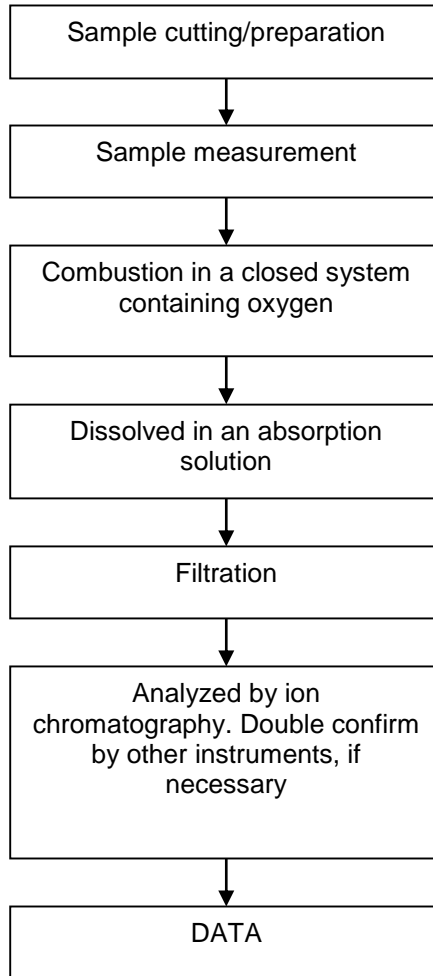 Sample cutting/preparation
Sample measurement
Combustion in a closed system
containing oxygen
Dissolved in an absorption
solution
Filtration
Analyzed by ion
chromatography. Double confirm
by other instruments, if
necessary
DATA